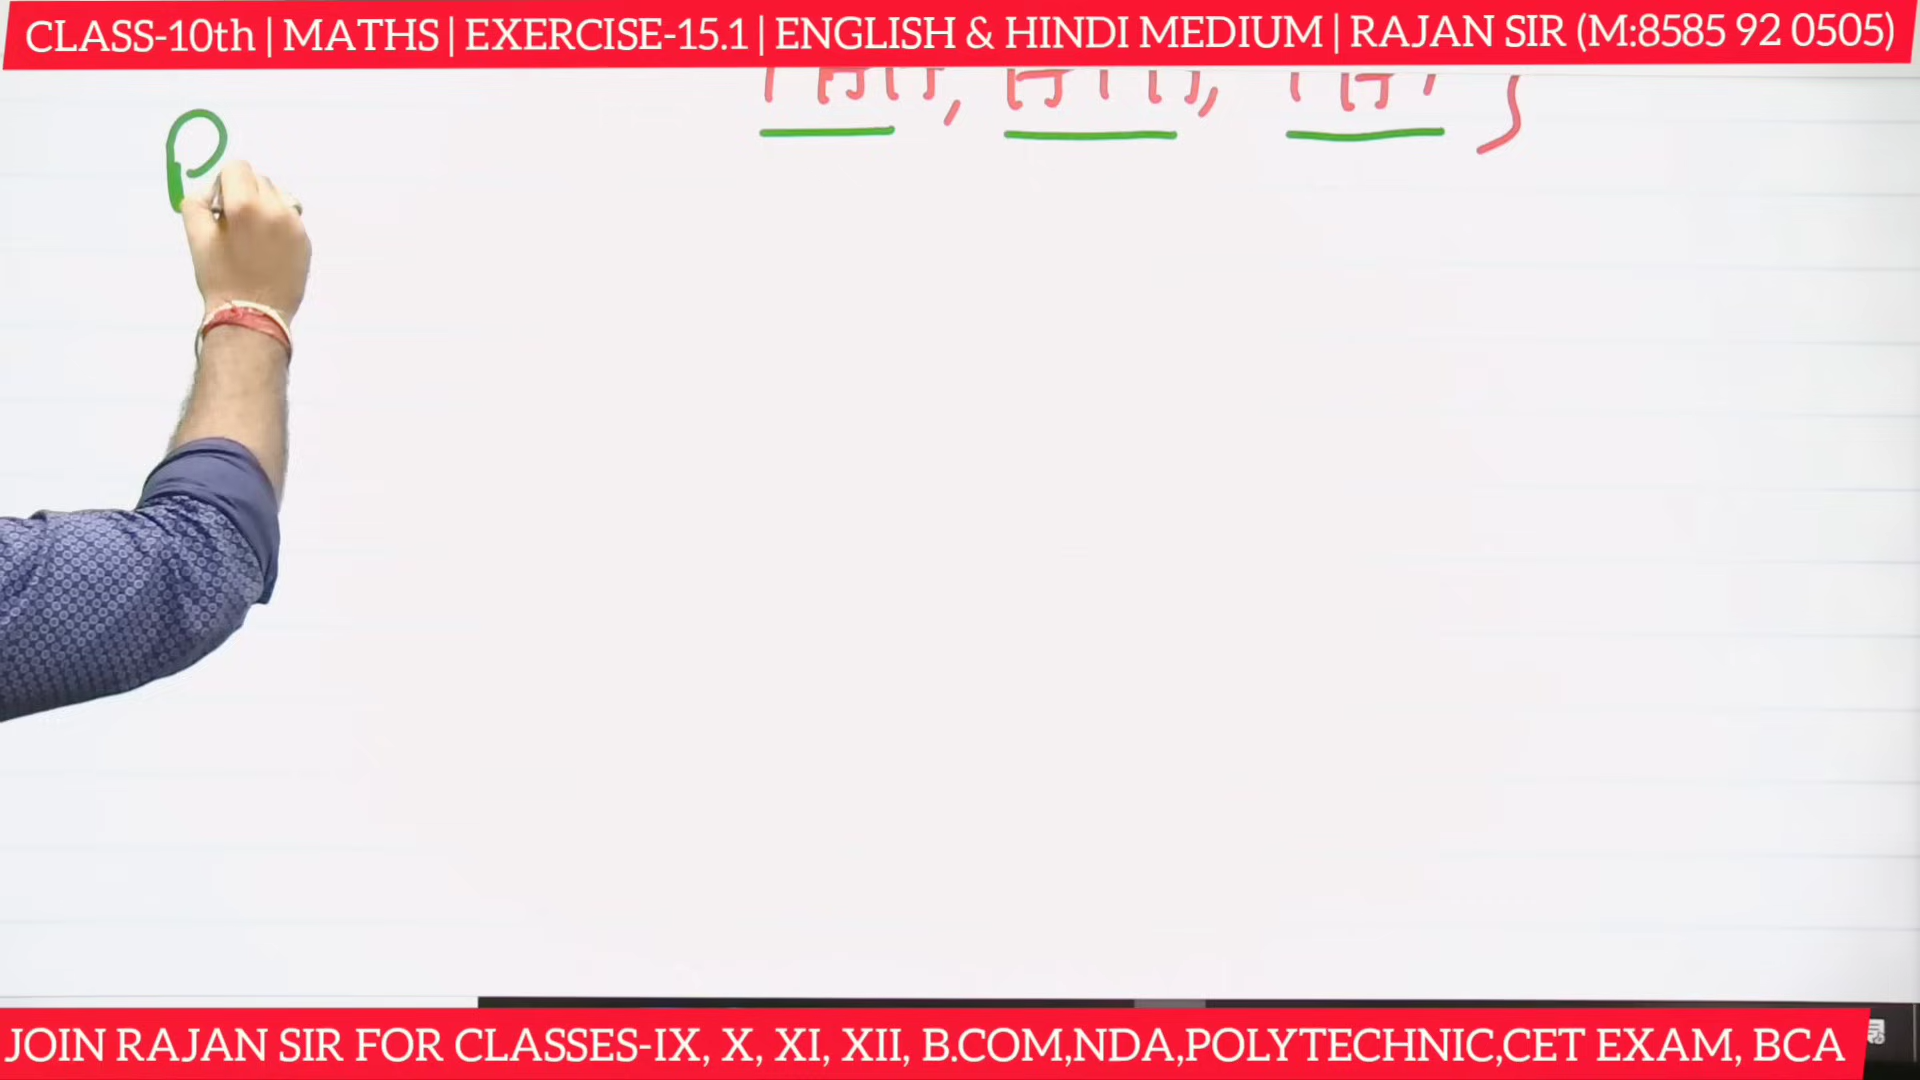 CLASS-10th | MATHS | EXERCISE-15.1 | ENGLISH & HINDI MEDIUM | RAJAN SIR (M:8585 92 0505)
P
JOIN RAJAN SIR FOR CLASSES-IX, X, XI, XII, B.COM,NDA,POLYTECHNIC,CET EXAM, BCA